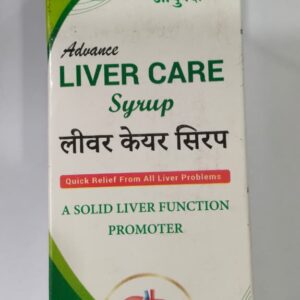 Advance
LIVER CARE
Syrup
लीवर केयर सिरप
Quick Relief From All Liver Problems
A SOLID LIVER FUNCTION
PROMOTER